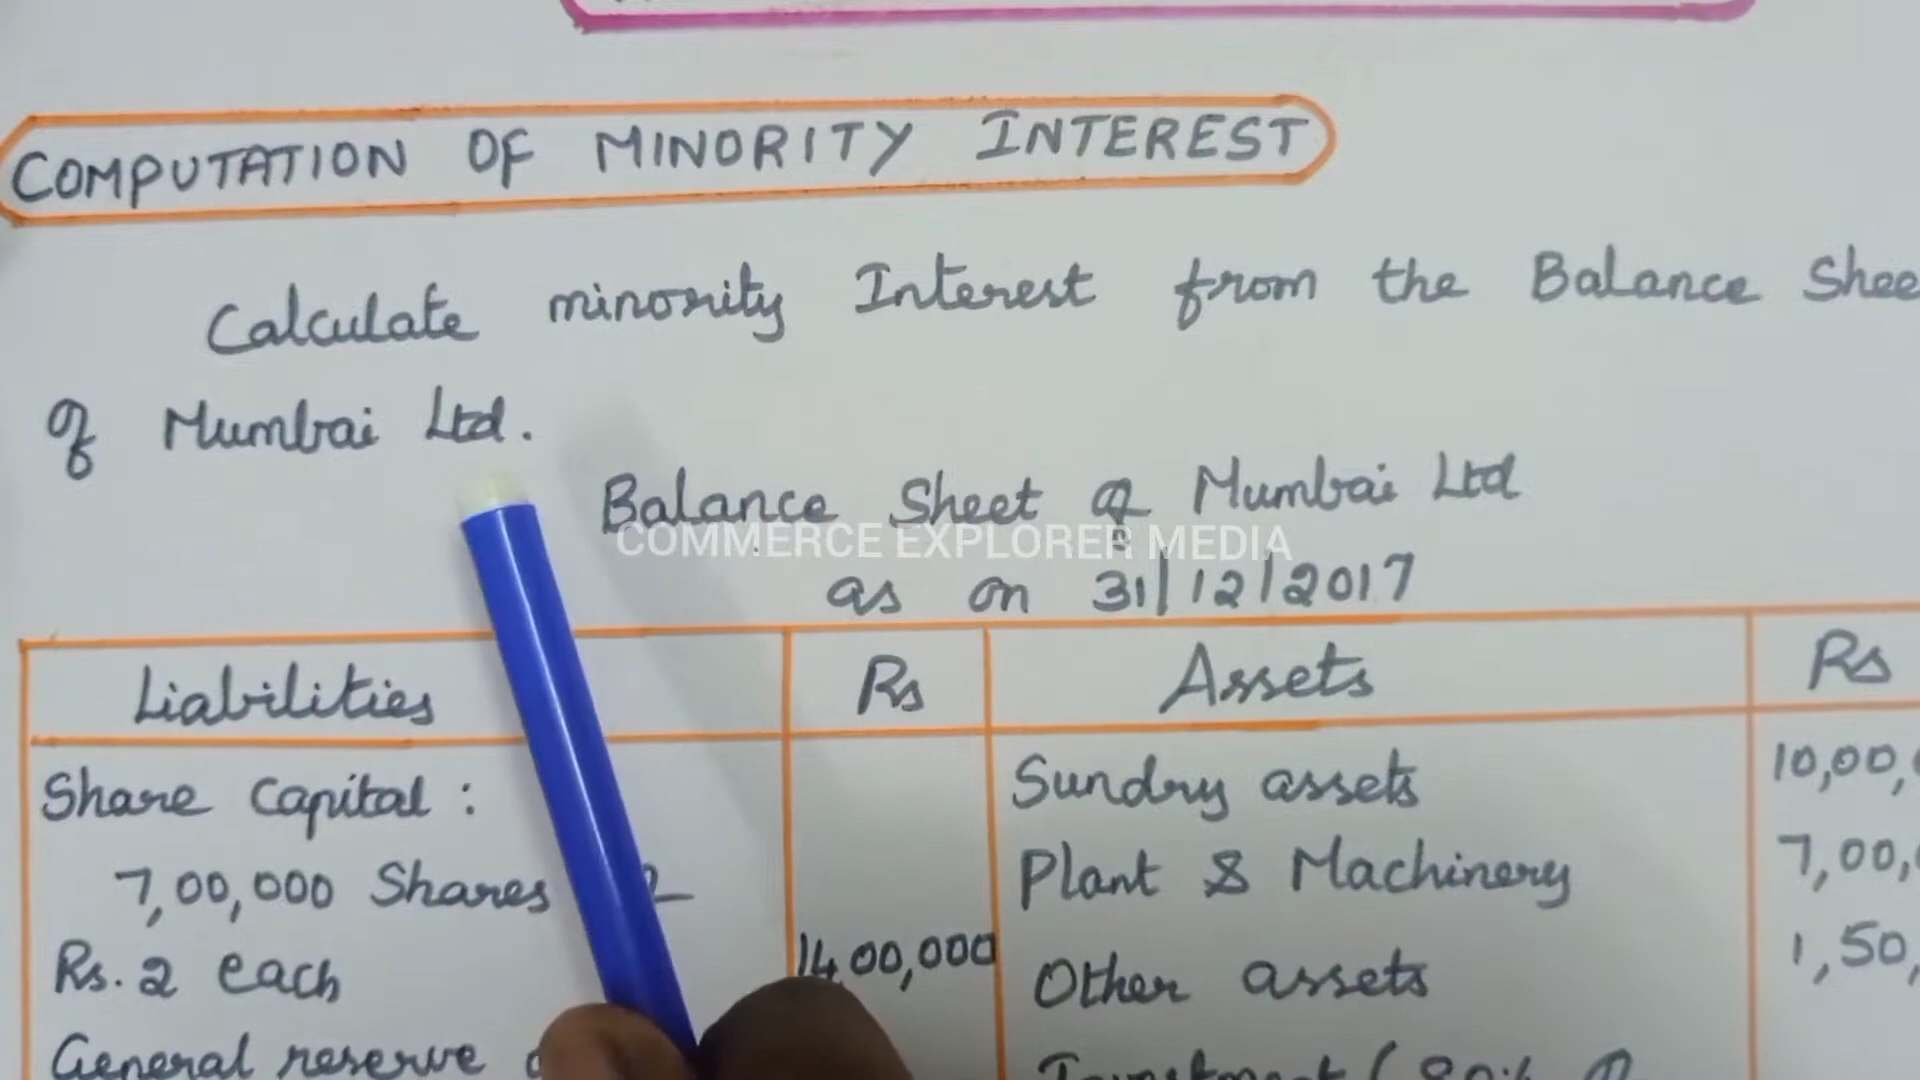 COMPUTATION OF MINORITY INTEREST
Calculate minority Interest from the Balance Shee
of Mumbai Ltd.
Balance Sheet of Mumbai Ltd
COMMERCE EXPLORER MEDIA
as on 31/12/2017
Liabilities Rs Assets Rs
Share capital : Sundry assets 10,00,
7,00,000 Shares Plant & Machinery 7,00,
Rs. 2 each 14,00,000 Other assets 1,50,
General reserve Investment ( 80% of